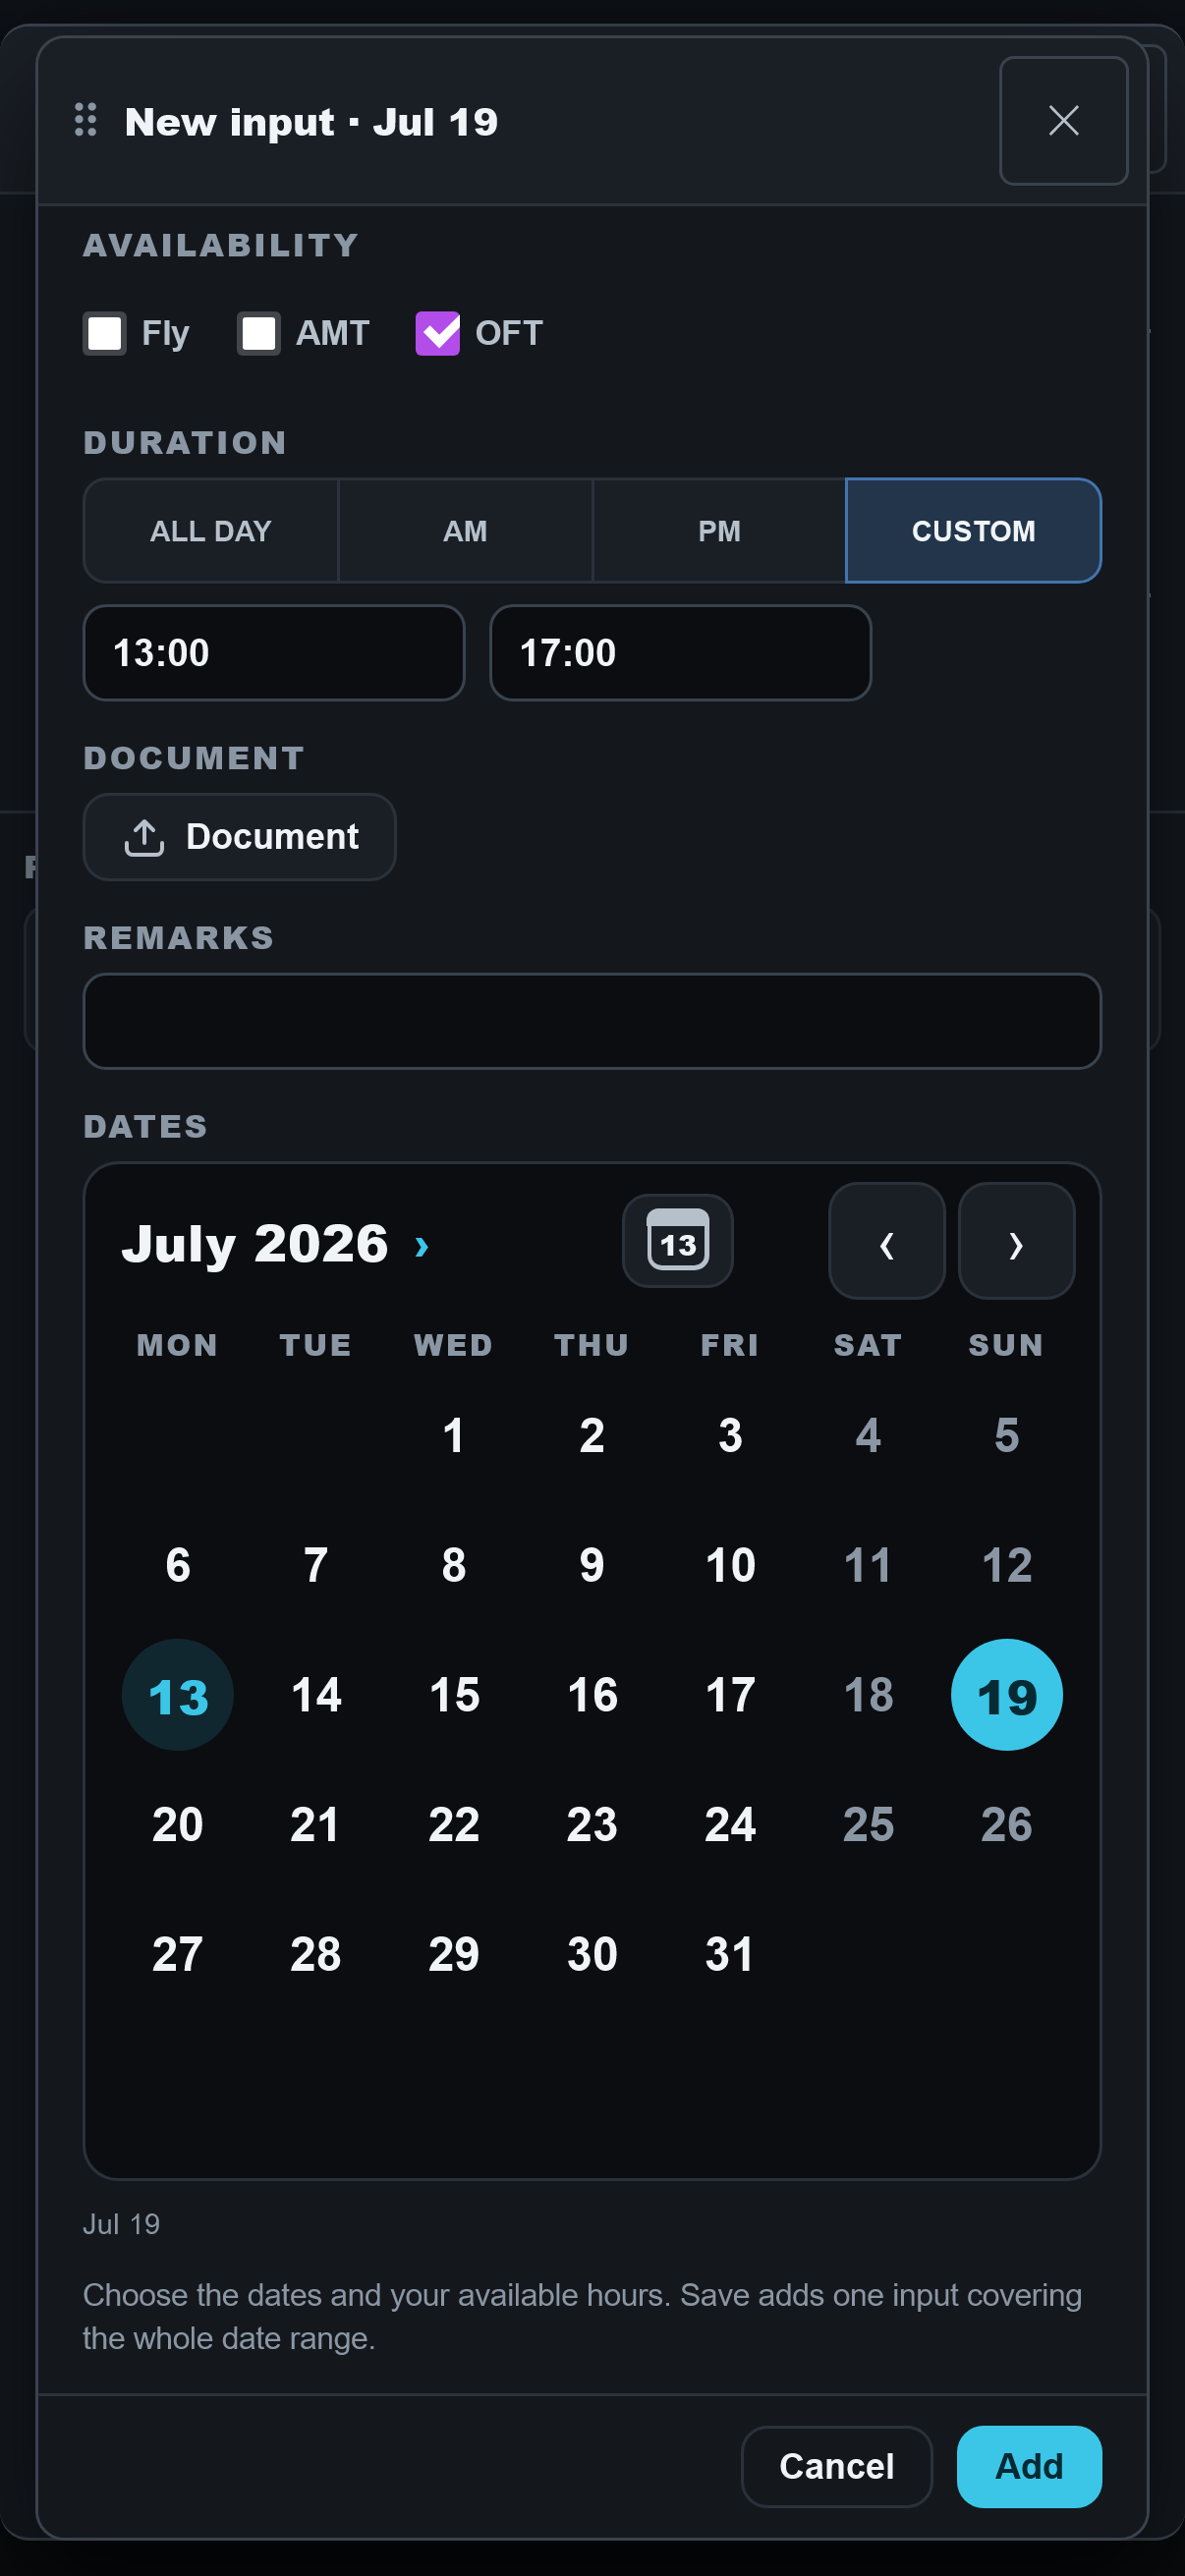 New input · Jul 19
AVAILABILITY
Fly AMT OFT
DURATION
ALL DAY AM PM CUSTOM
13:00 17:00
DOCUMENT
Document
REMARKS
DATES
July 2026 › 13 ‹ ›
MON TUE WED THU FRI SAT SUN
1 2 3 4 5
6 7 8 9 10 11 12
13 14 15 16 17 18 19
20 21 22 23 24 25 26
27 28 29 30 31
Jul 19
Choose the dates and your available hours. Save adds one input covering
the whole date range.
Cancel Add